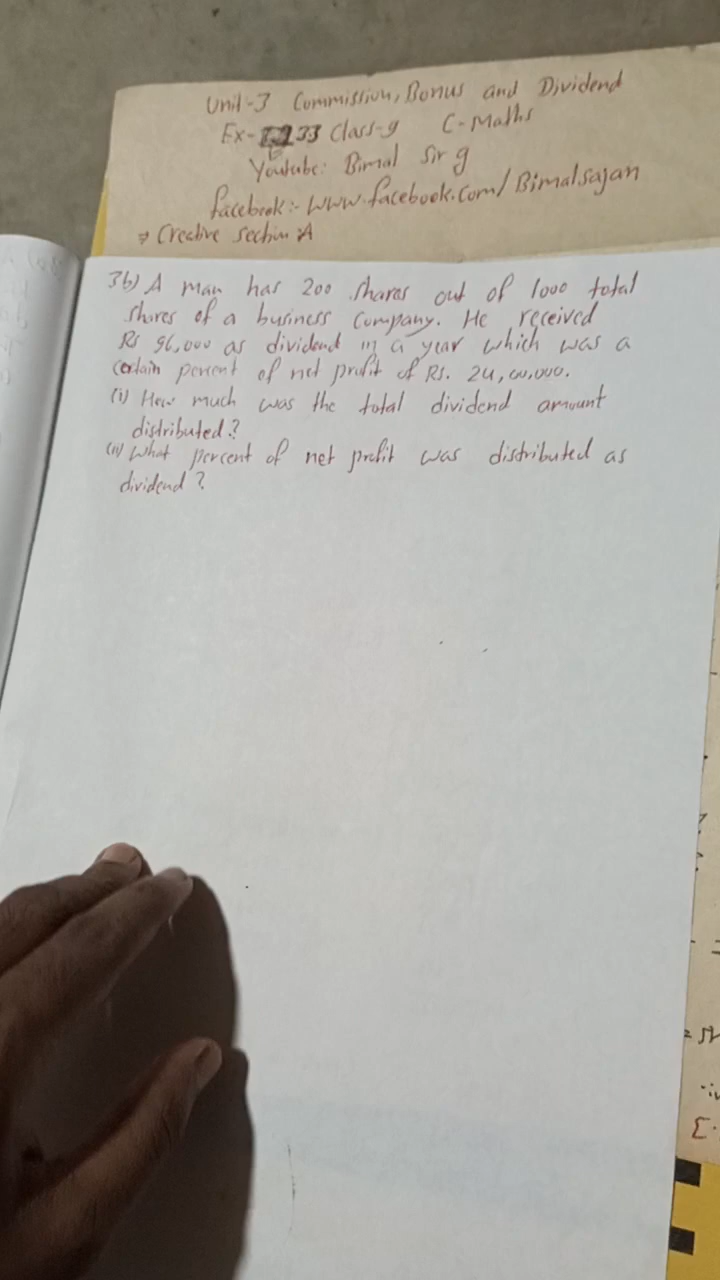 Unit-3 Commission, Bonus and Dividend
Ex- 33 Class-9 C-Maths
Youtube: Bimal Sir g
facebook:- www.facebook.com/Bimalsajan
⇒ Creative Section: A
3b) A man has 200 shares out of 1000 total
shares of a business company. He received
Rs 96,000 as dividend in a year which was a
certain percent of net profit of Rs. 24,00,000.
(i) How much was the total dividend amount
distributed?
(ii) What percent of net profit was distributed as
dividend?